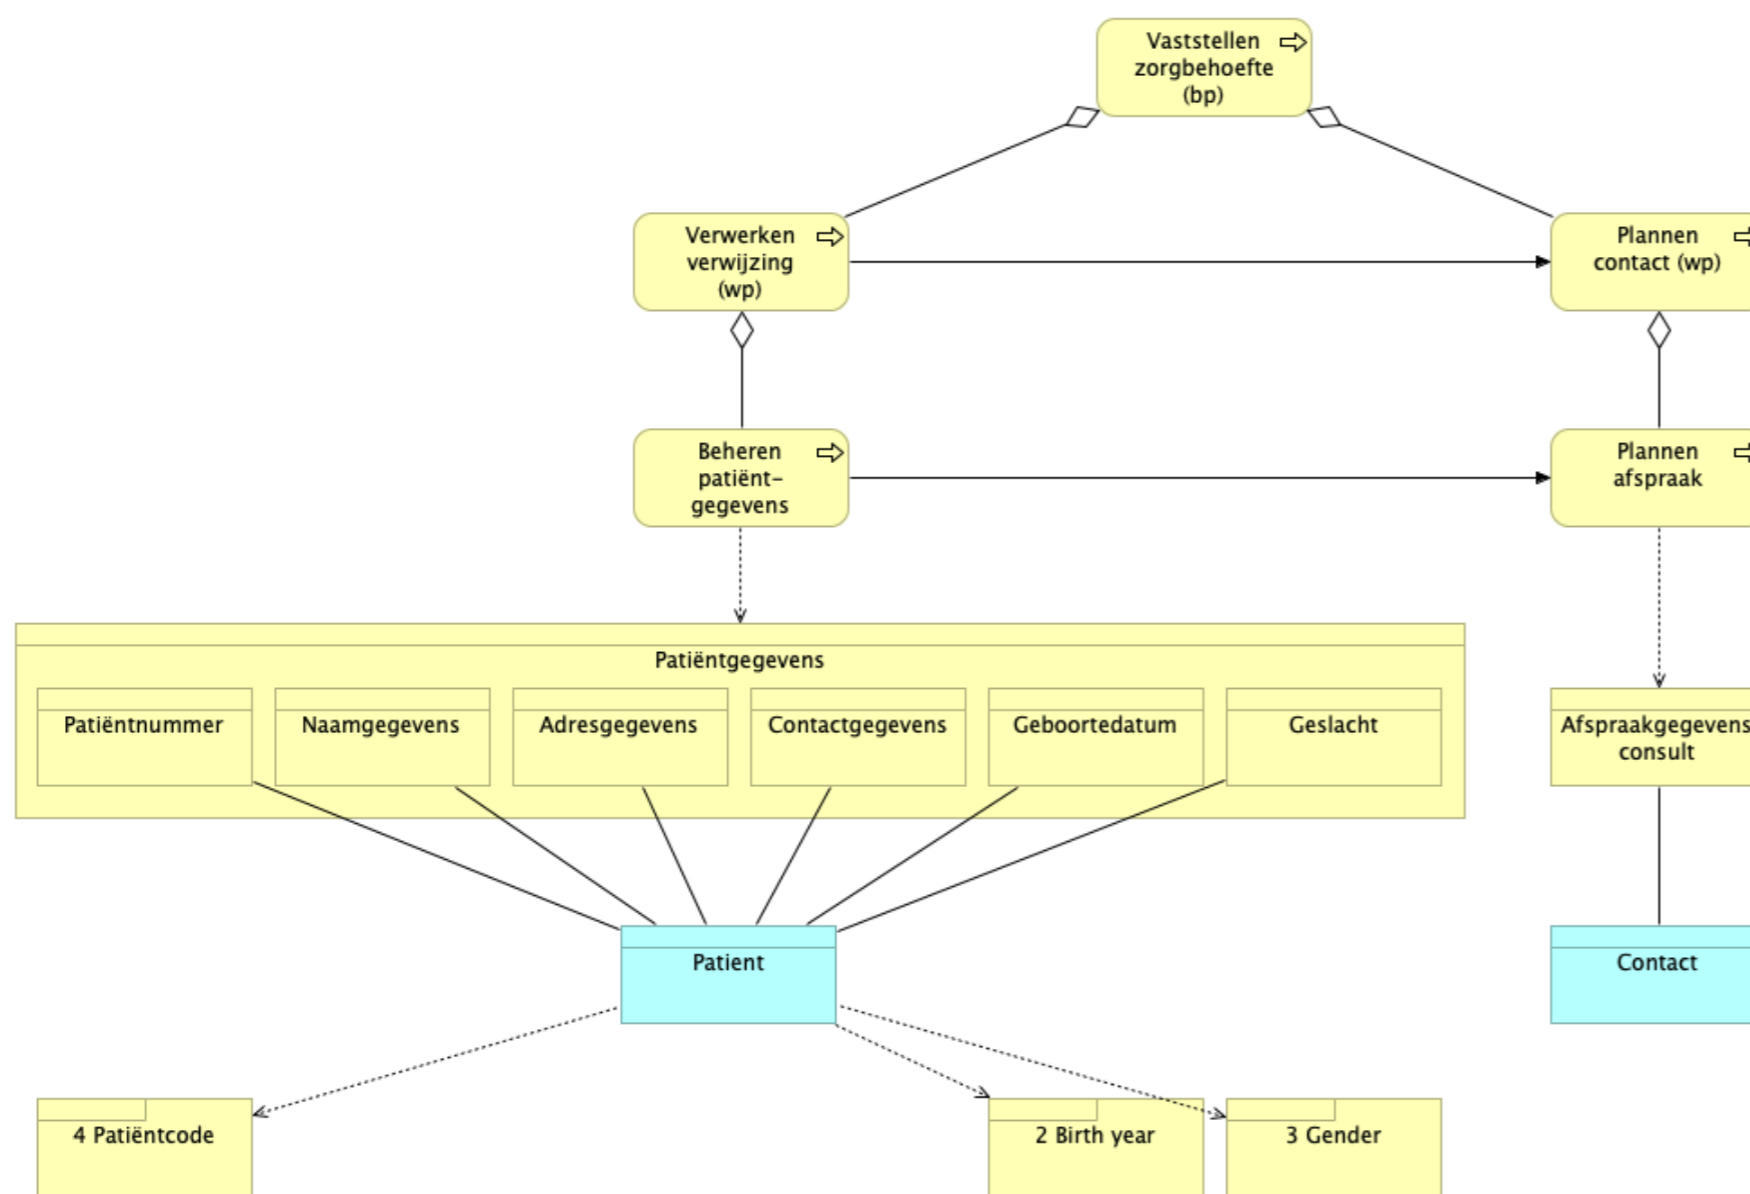 Vaststellen
zorgbehoefte
(bp)
Verwerken
verwijzing
(wp)
Plannen
contact (wp)
Beheren
patiënt-
gegevens
Plannen
afspraak
Patiëntgegevens
Patiëntnummer
Naamgegevens
Adresgegevens
Contactgegevens
Geboortedatum
Geslacht
Afspraakgegevens
consult
Patient
Contact
4 Patiëntcode
2 Birth year
3 Gender